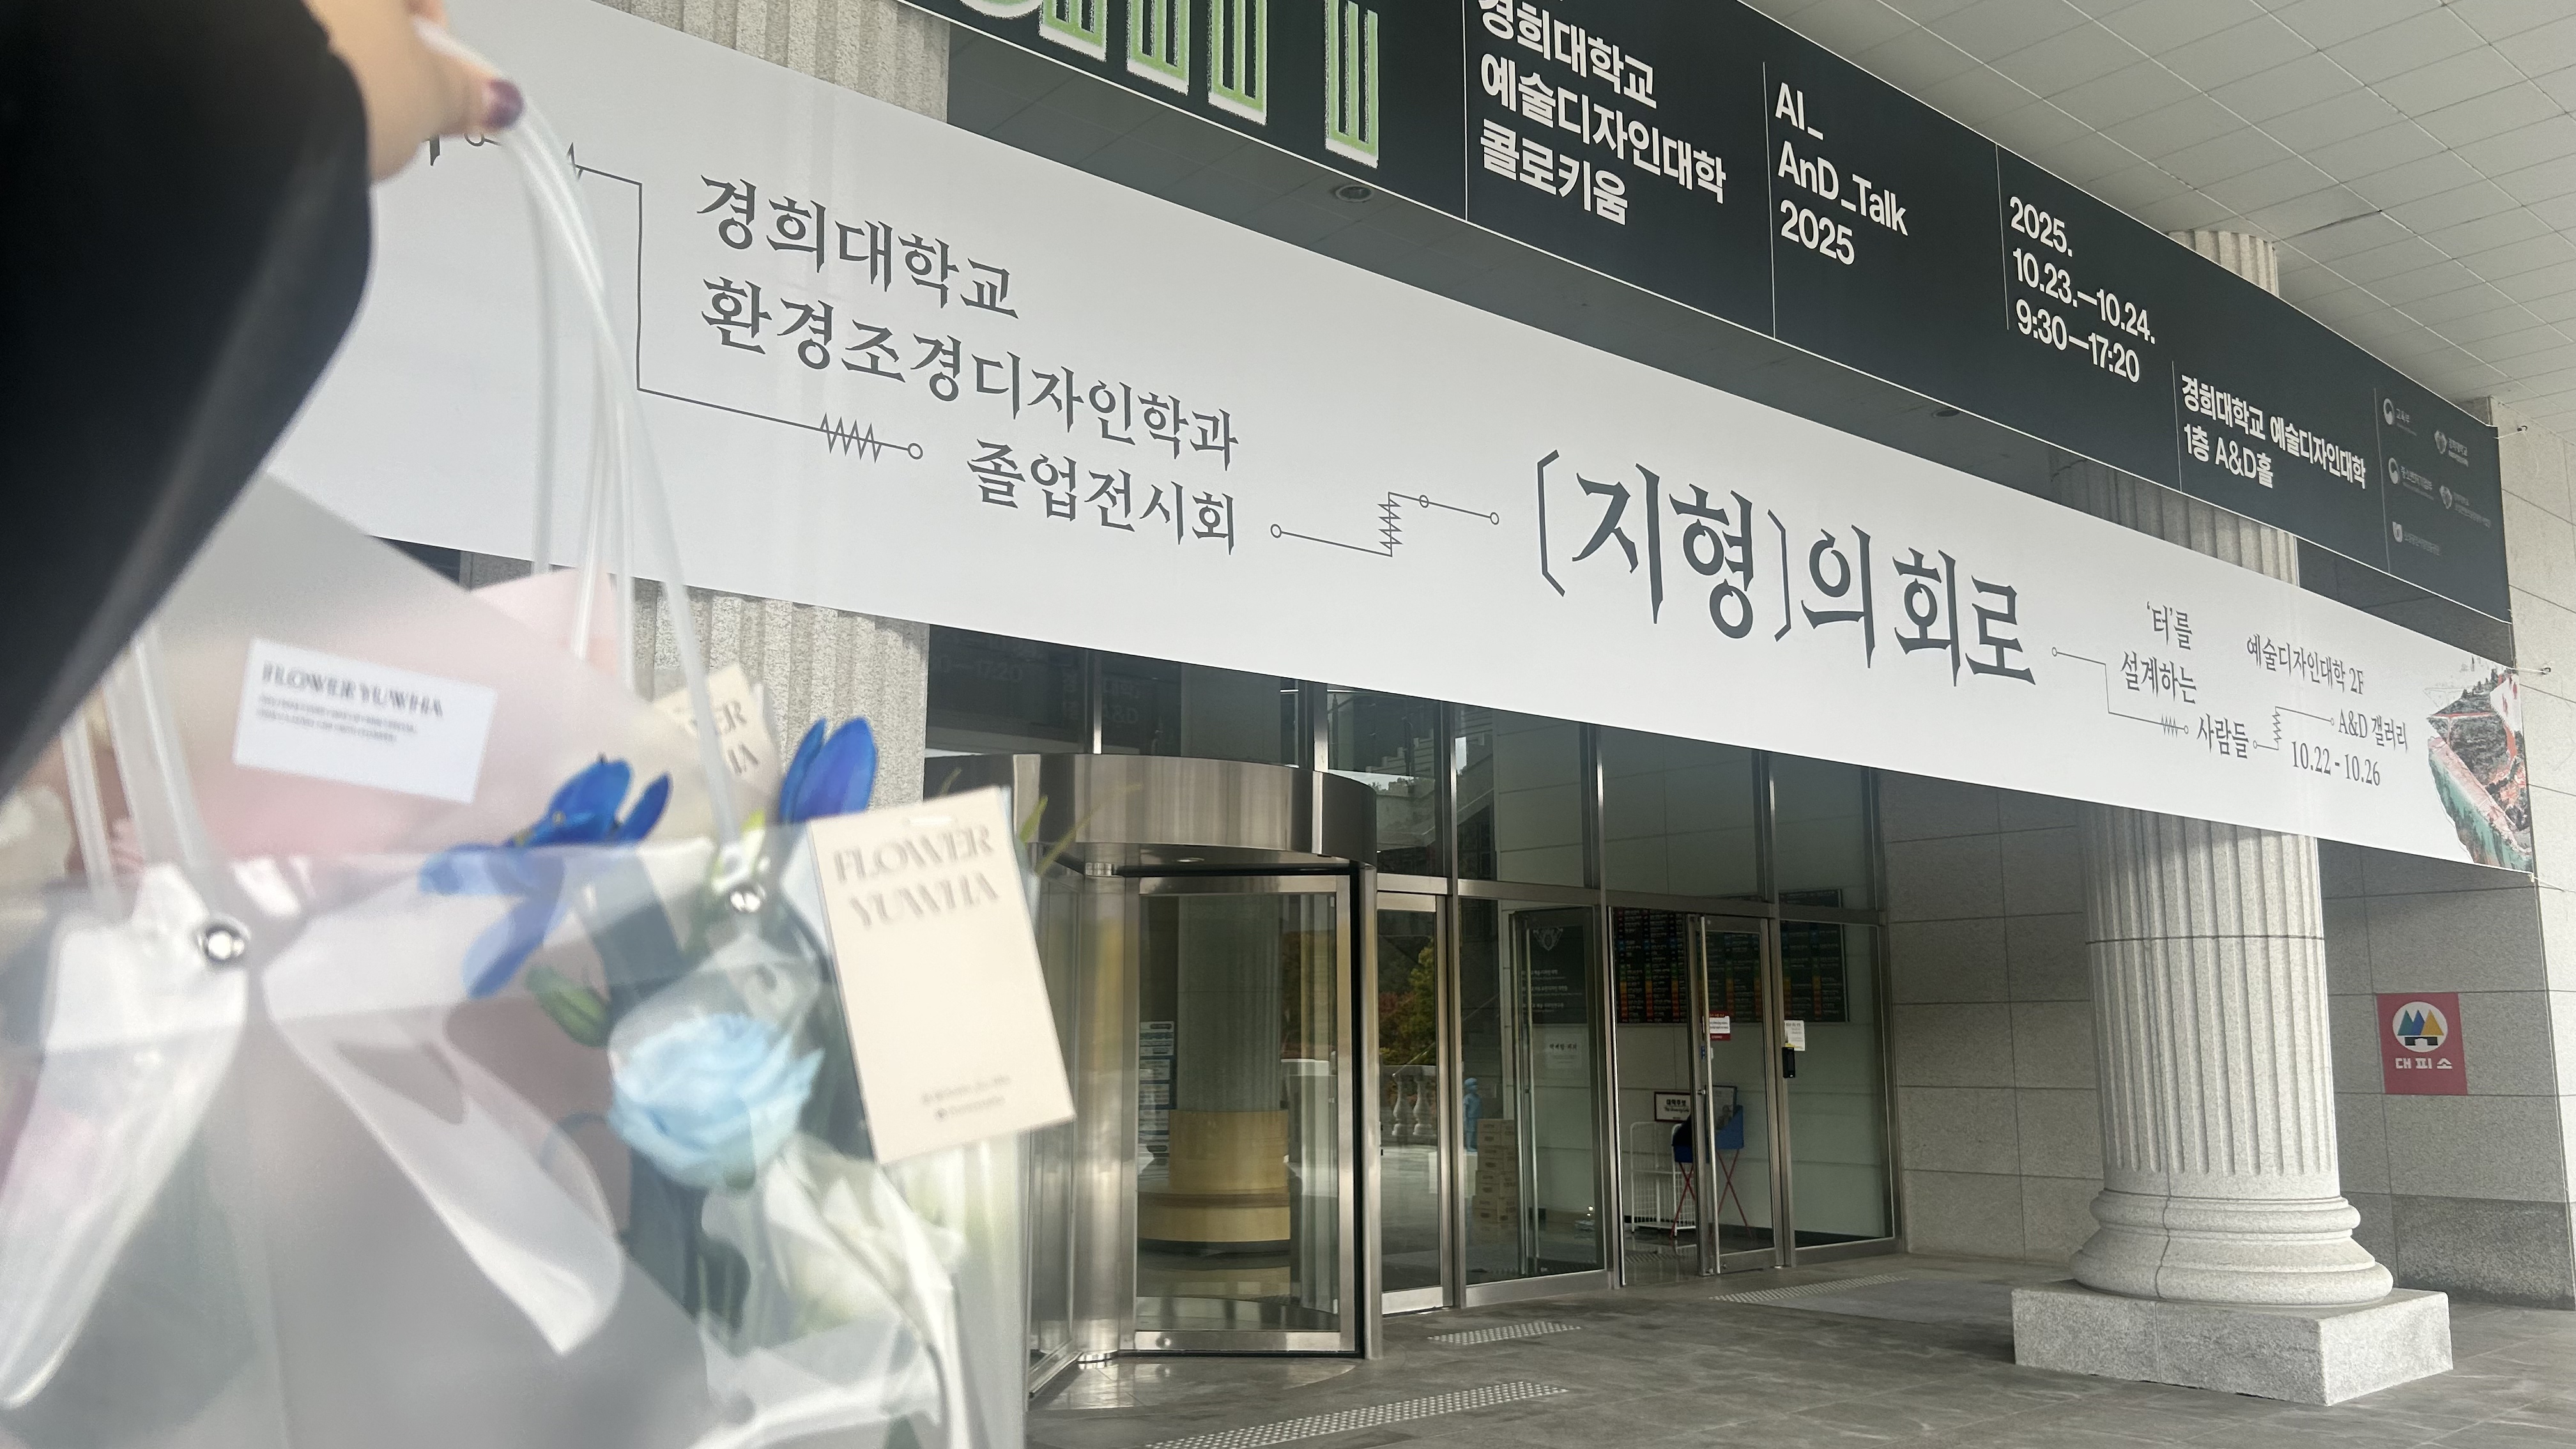 경희대학교
예술디자인대학
콜로키움
AI_
AnD_Talk
2025
2025.
10.23.—10.24.
9:30—17:20
경희대학교 예술디자인대학
1층 A&D홀
교육부
경희대학교
환경조경디자인학과
졸업전시회
[지형]의 회로
‘터’를
설계하는
사람들
예술디자인대학 2F
A&D 갤러리
10.22 - 10.26
FLOWER YUWHA
FLOWER
YUWHA
대피소